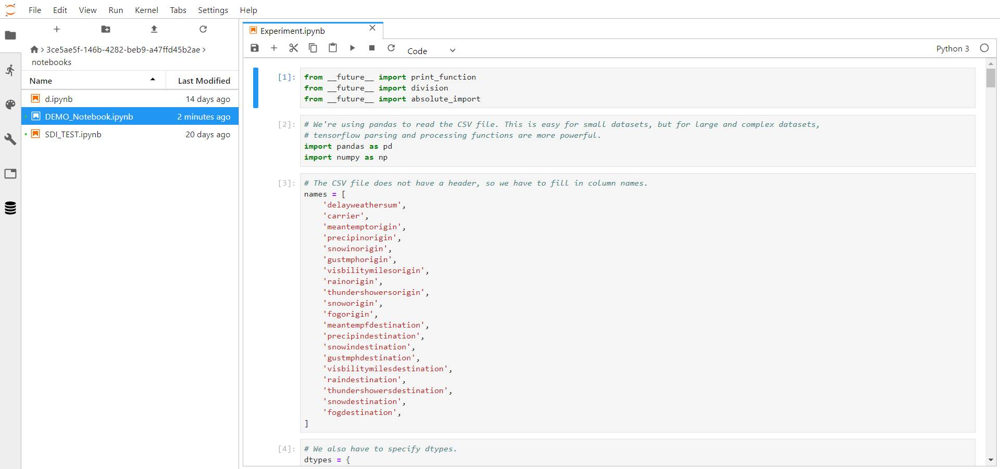 File Edit View Run Kernel Tabs Settings Help
3ce5ae5f-146b-4282-beb9-a47ffd45b2ae
notebooks
Name Last Modified
d.ipynb 14 days ago
DEMO_Notebook.ipynb 2 minutes ago
SDI_TEST.ipynb 20 days ago
Experiment.ipynb
Code Python 3
[1]: from __future__ import print_function
from __future__ import division
from __future__ import absolute_import
[2]: # We're using pandas to read the CSV file. This is easy for small datasets, but for large and complex datasets,
# tensorflow parsing and processing functions are more powerful.
import pandas as pd
import numpy as np
[3]: # The CSV file does not have a header, so we have to fill in column names.
names = [
'delayweathersum',
'carrier',
'meantemptorigin',
'precipinorigin',
'snowinorigin',
'gustmphorigin',
'visbilitymilesorigin',
'rainorigin',
'thundershowersorigin',
'snoworigin',
'fogorigin',
'meantempfdestination',
'precipindestination',
'snowindestination',
'gustmphdestination',
'visbilitymilesdestination',
'raindestination',
'thundershowersdestination',
'snowdestination',
'fogdestination',
]
[4]: # We also have to specify dtypes.
dtypes = {